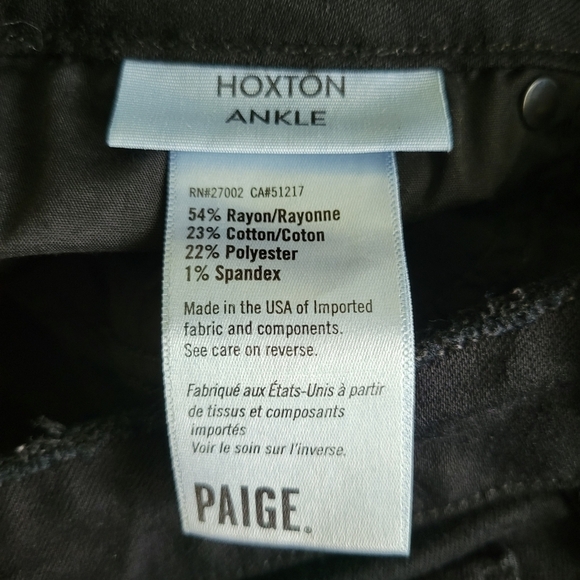 HOXTON
ANKLE
RN#27002 CA#51217
54% Rayon/Rayonne
23% Cotton/Coton
22% Polyester
1% Spandex
Made in the USA of Imported
fabric and components.
See care on reverse.
Fabriqué aux États-Unis à partir
de tissus et composants
importés
Voir le soin sur l'inverse.
PAIGE.